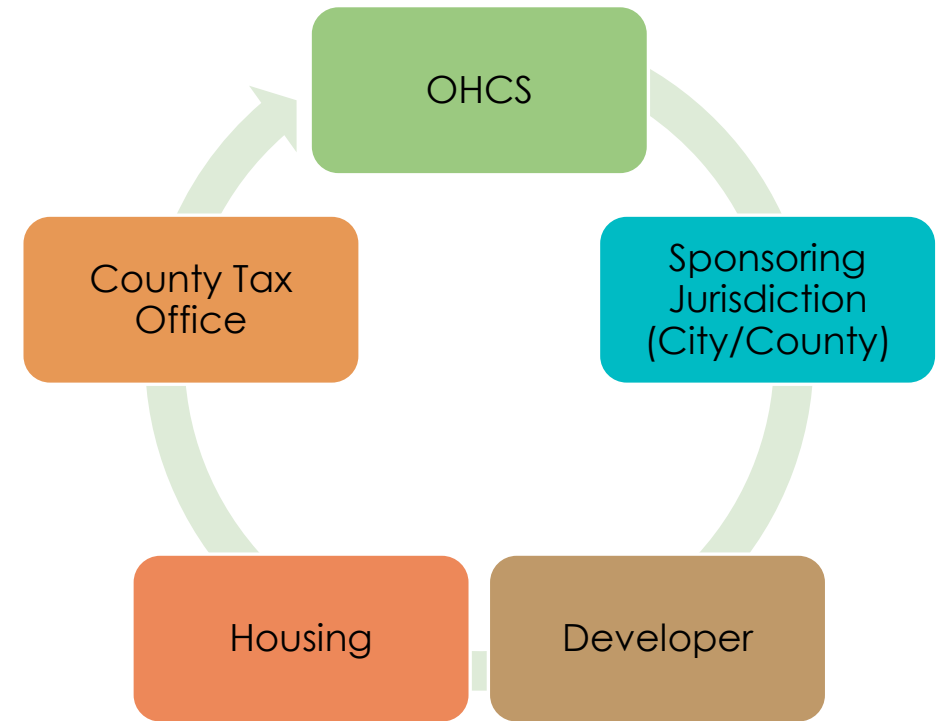 OHCS
Sponsoring
Jurisdiction
(City/County)
Developer
Housing
County Tax
Office